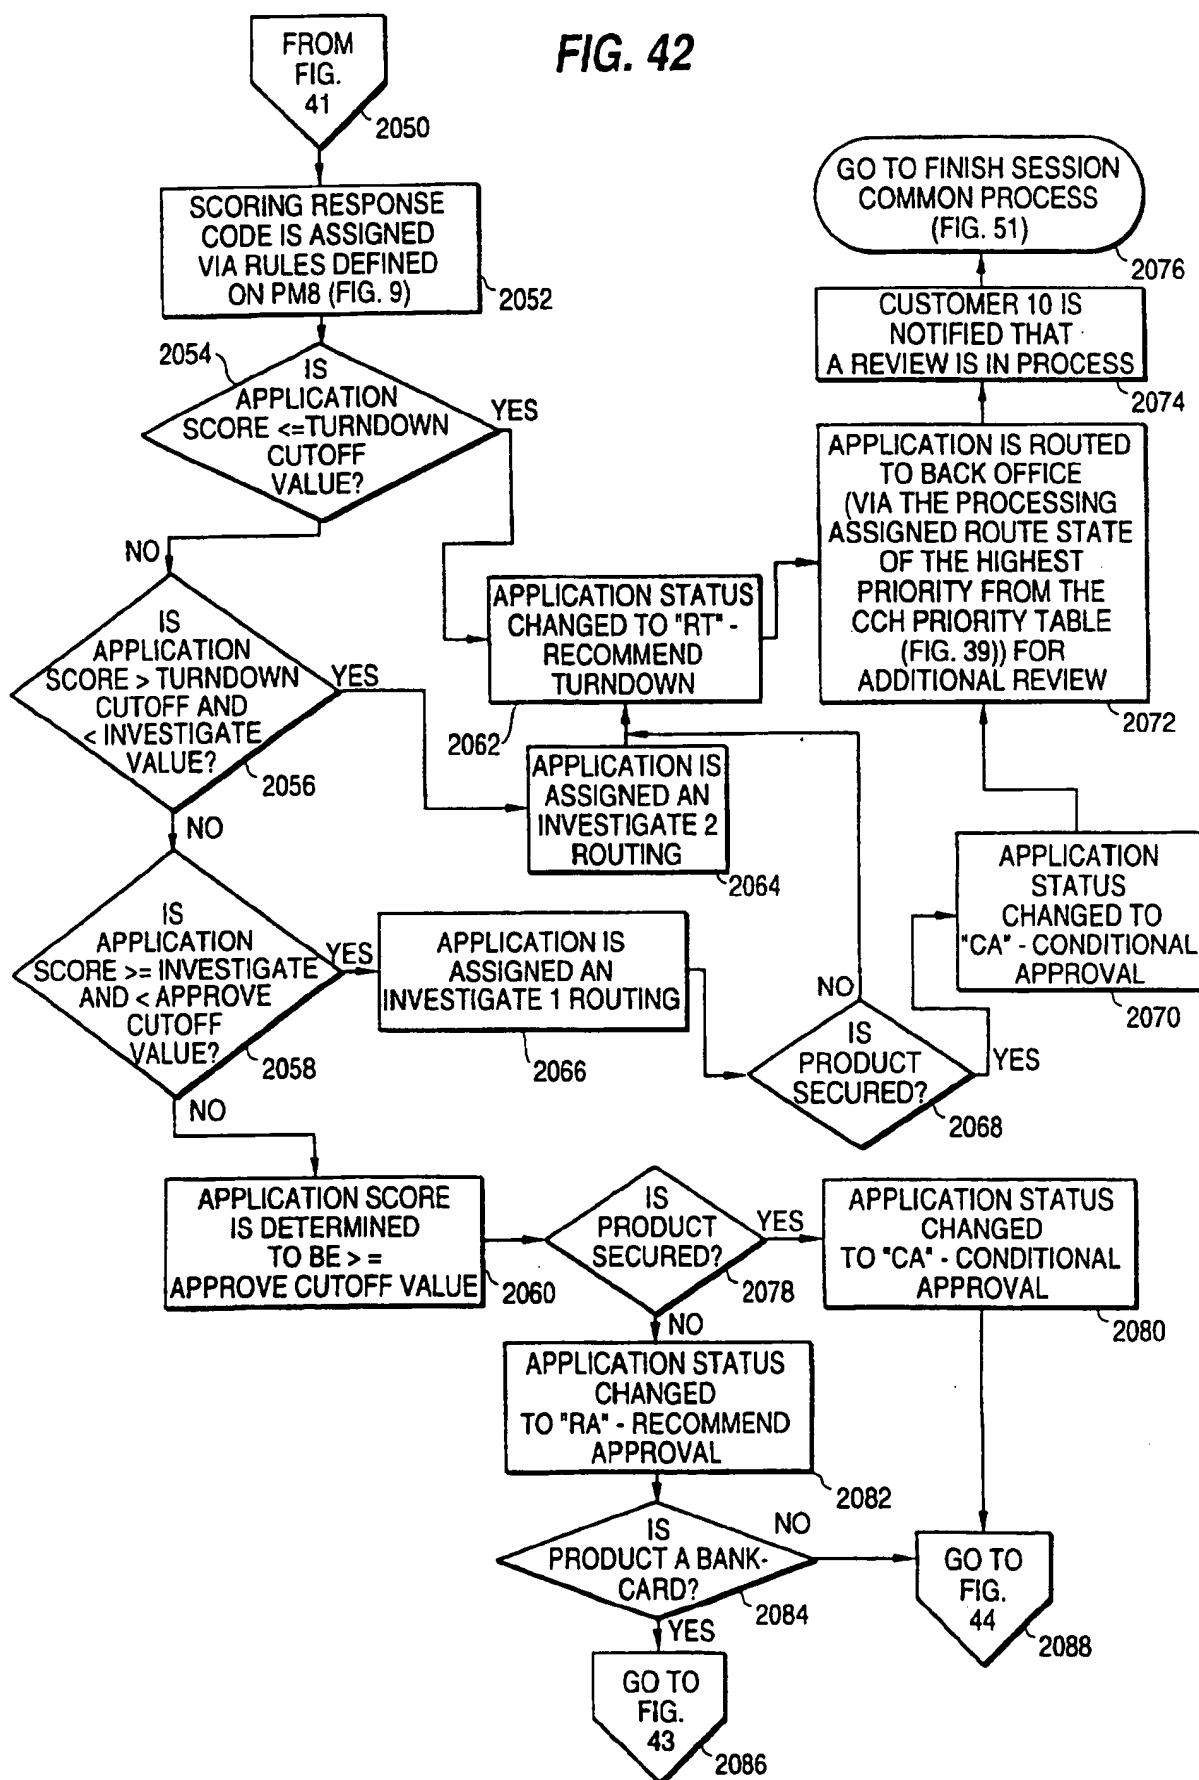 FIG. 42
FROM
FIG.
41
2050
SCORING RESPONSE
CODE IS ASSIGNED
VIA RULES DEFINED
ON PM8 (FIG. 9)
2052
2054
IS
APPLICATION
SCORE <=TURNDOWN
CUTOFF
VALUE?
YES
NO
IS
APPLICATION
SCORE > TURNDOWN
CUTOFF AND
< INVESTIGATE
VALUE?
2056
YES
NO
IS
APPLICATION
SCORE >= INVESTIGATE
AND < APPROVE
CUTOFF
VALUE?
2058
YES
NO
APPLICATION STATUS
CHANGED TO "RT" -
RECOMMEND
TURNDOWN
2062
APPLICATION IS
ASSIGNED AN
INVESTIGATE 2
ROUTING
2064
APPLICATION IS
ASSIGNED AN
INVESTIGATE 1 ROUTING
2066
GO TO FINISH SESSION
COMMON PROCESS
(FIG. 51)
2076
CUSTOMER 10 IS
NOTIFIED THAT
A REVIEW IS IN PROCESS
2074
APPLICATION IS ROUTED
TO BACK OFFICE
(VIA THE PROCESSING
ASSIGNED ROUTE STATE
OF THE HIGHEST
PRIORITY FROM THE
CCH PRIORITY TABLE
(FIG. 39)) FOR
ADDITIONAL REVIEW
2072
APPLICATION
STATUS
CHANGED TO
"CA" - CONDITIONAL
APPROVAL
2070
NO
IS
PRODUCT
SECURED?
YES
2068
APPLICATION SCORE
IS DETERMINED
TO BE > =
APPROVE CUTOFF VALUE
2060
IS
PRODUCT
SECURED?
YES
2078
NO
APPLICATION STATUS
CHANGED
TO "CA" - CONDITIONAL
APPROVAL
2080
APPLICATION STATUS
CHANGED
TO "RA" - RECOMMEND
APPROVAL
2082
IS
PRODUCT A BANK-
CARD?
NO
2084
YES
GO TO
FIG.
44
2088
GO TO
FIG.
43
2086